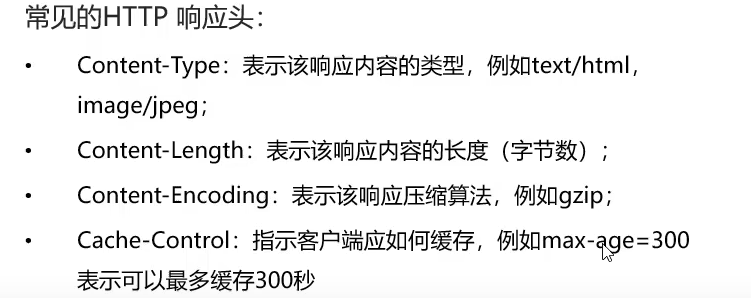 常见的HTTP 响应头：
• Content-Type：表示该响应内容的类型，例如text/html，
image/jpeg；
• Content-Length：表示该响应内容的长度（字节数）；
• Content-Encoding：表示该响应压缩算法，例如gzip；
• Cache-Control：指示客户端应如何缓存，例如max-age=300
表示可以最多缓存300秒